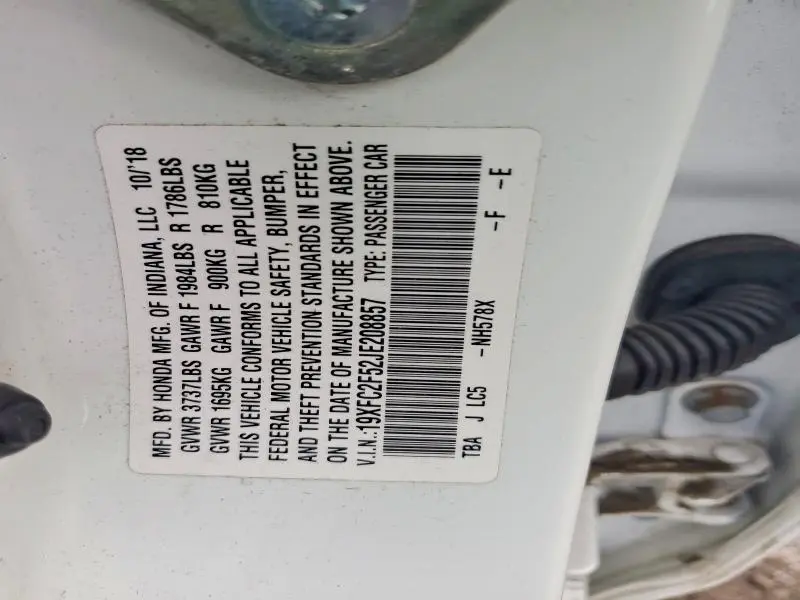 MFD. BY HONDA MFG. OF INDIANA, LLC 10/'18
GVWR 3737LBS GAWR F 1984LBS R 1786LBS
GVWR 1695KG GAWR F 900KG R 810KG
THIS VEHICLE CONFORMS TO ALL APPLICABLE
FEDERAL MOTOR VEHICLE SAFETY, BUMPER,
AND THEFT PREVENTION STANDARDS IN EFFECT
ON THE DATE OF MANUFACTURE SHOWN ABOVE.
V.I.N.:19XFC2F52JE208857 TYPE: PASSENGER CAR
TBA J LC5 -NH578X -F -E